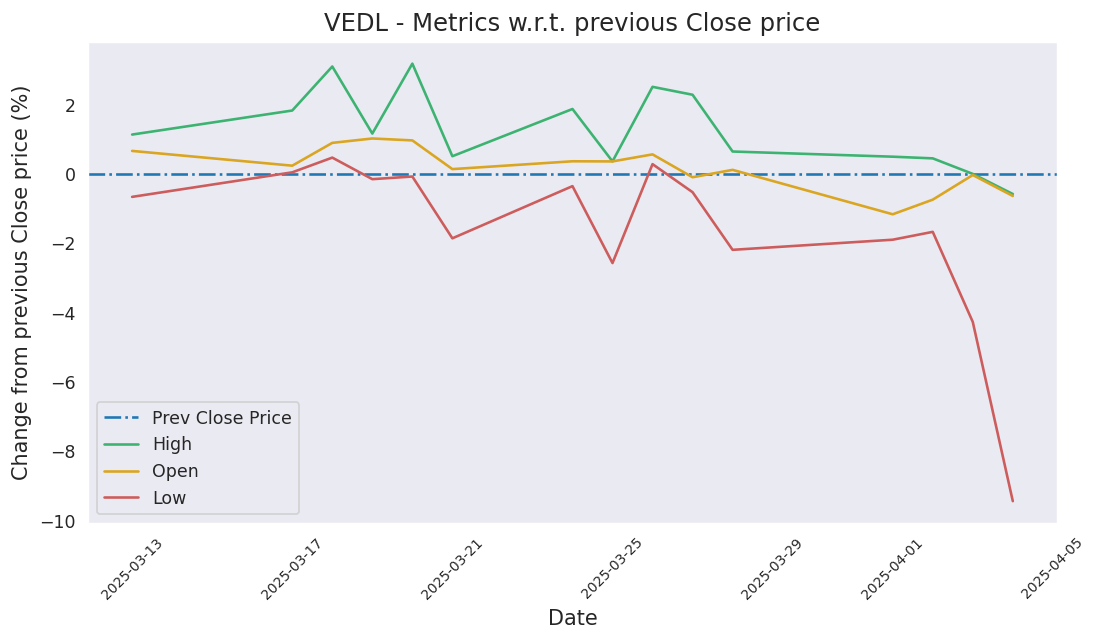 VEDL - Metrics w.r.t. previous Close price
Change from previous Close price (%)
2
0
−2
−4
−6
−8
−10
Prev Close Price
High
Open
Low
2025-03-13
2025-03-17
2025-03-21
2025-03-25
2025-03-29
2025-04-01
2025-04-05
Date